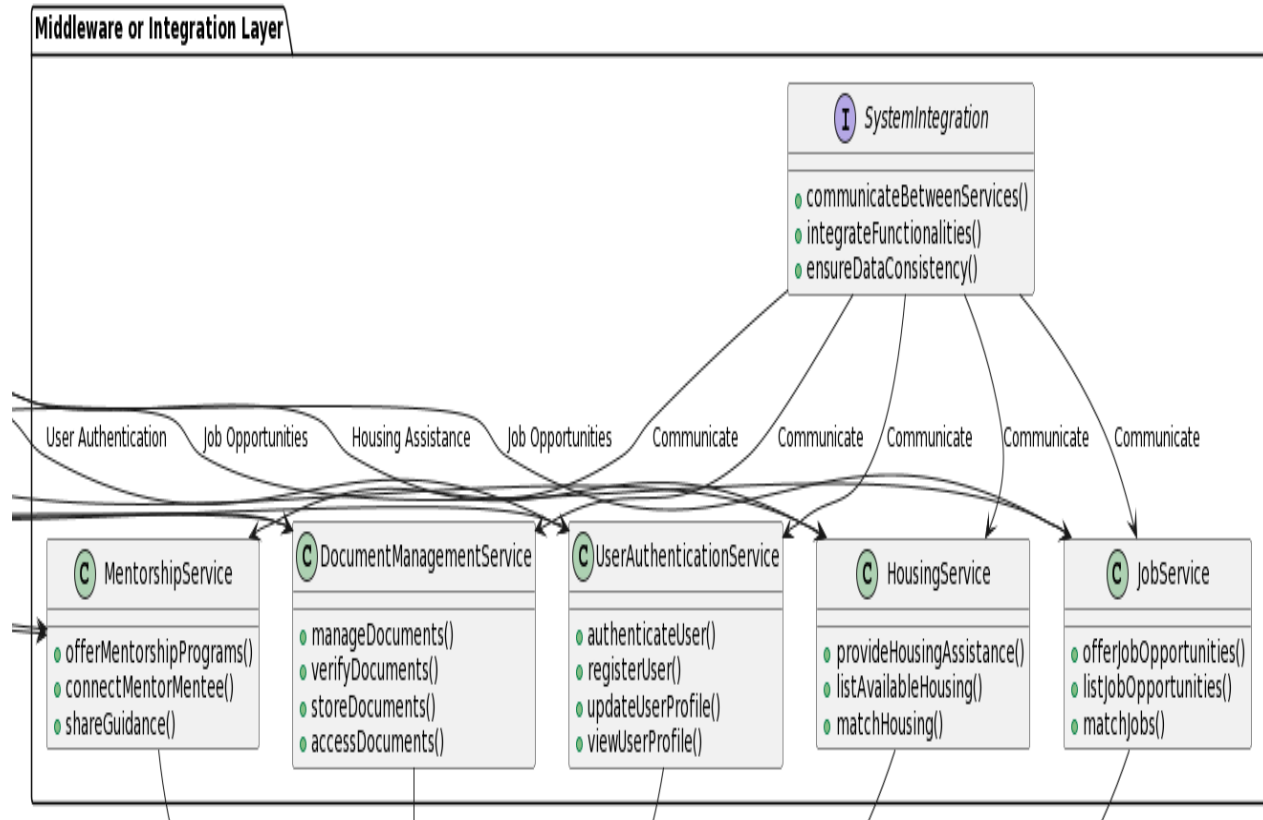 Middleware or Integration Layer
I SystemIntegration
communicateBetweenServices()
integrateFunctionalities()
ensureDataConsistency()
User Authentication
Job Opportunities
Housing Assistance
Job Opportunities
Communicate
Communicate
Communicate
Communicate
Communicate
C MentorshipService
offerMentorshipPrograms()
connectMentorMentee()
shareGuidance()
C DocumentManagementService
manageDocuments()
verifyDocuments()
storeDocuments()
accessDocuments()
C UserAuthenticationService
authenticateUser()
registerUser()
updateUserProfile()
viewUserProfile()
C HousingService
provideHousingAssistance()
listAvailableHousing()
matchHousing()
C JobService
offerJobOpportunities()
listJobOpportunities()
matchJobs()